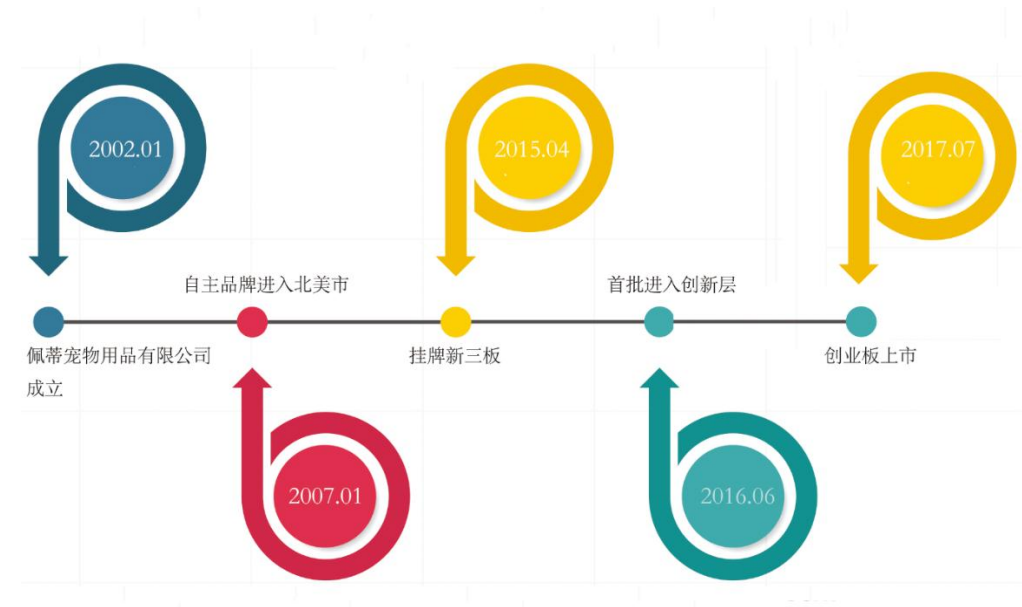 2002.01
2015.04
2017.07
自主品牌进入北美市
首批进入创新层
佩蒂宠物用品有限公司
成立
挂牌新三板
创业板上市
2007.01
2016.06